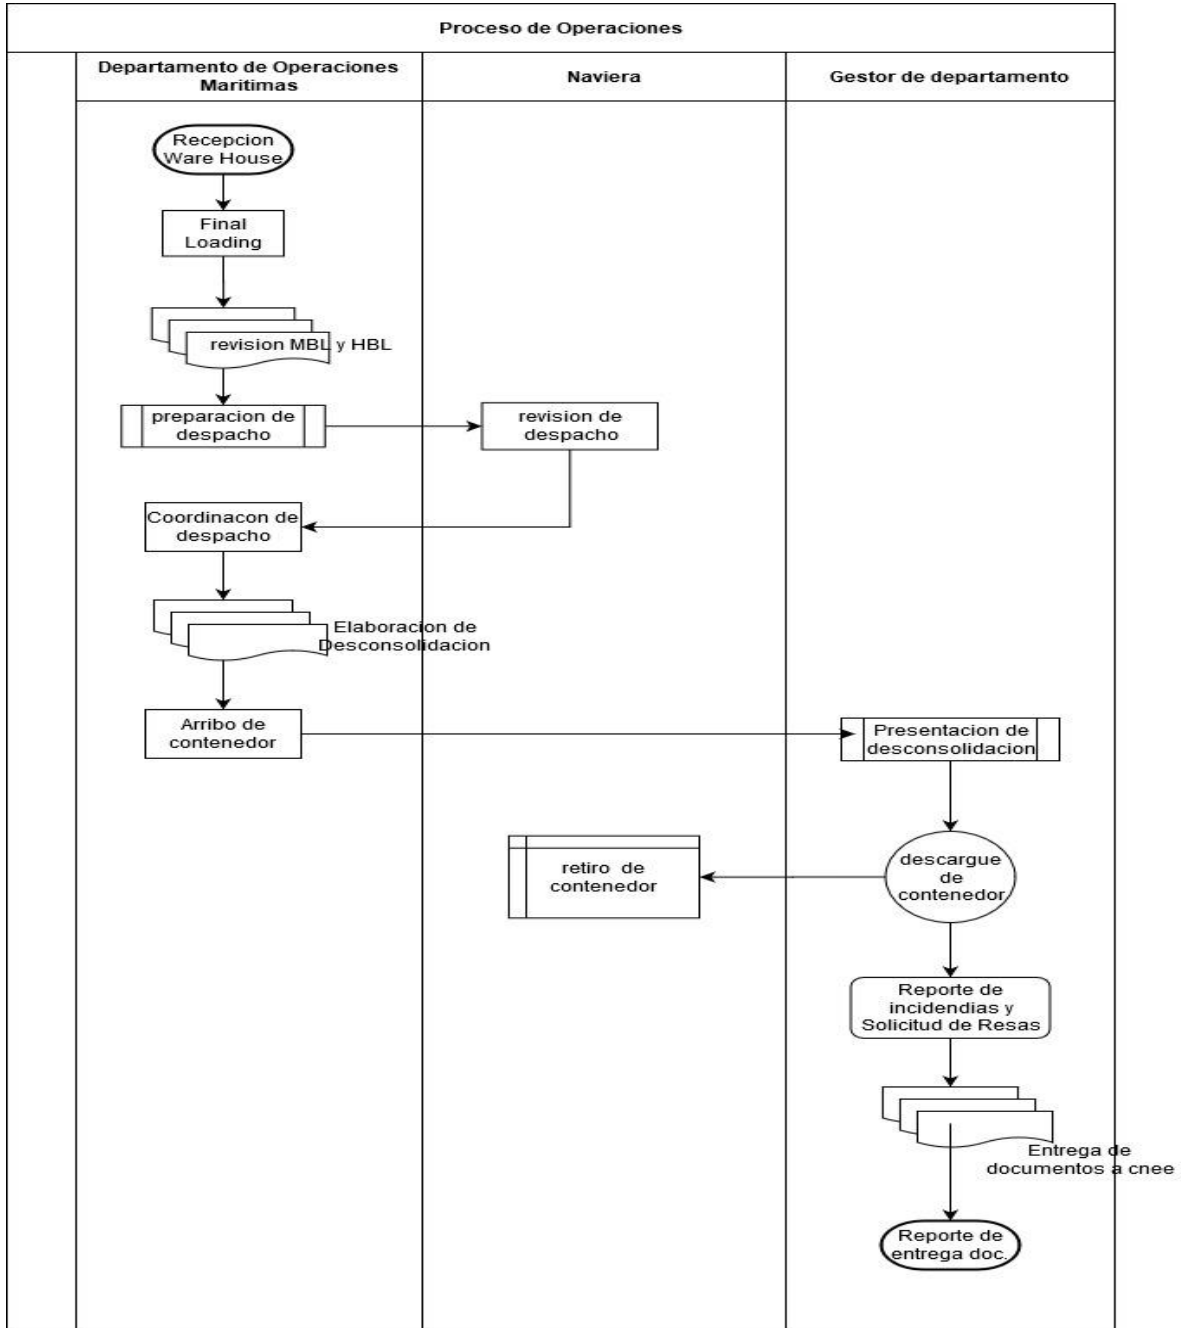 Proceso de Operaciones
Departamento de Operaciones
Maritimas
Naviera
Gestor de departamento
Recepcion
Ware House
Final
Loading
revision MBL y HBL
preparacion de
despacho
revision de
despacho
Coordinacon de
despacho
Elaboracion de
Desconsolidacion
Arribo de
contenedor
Presentacion de
desconsolidacion
descargue
de
contenedor
retiro de
contenedor
Reporte de
incidendias y
Solicitud de Resas
Entrega de
documentos a cnee
Reporte de
entrega doc.